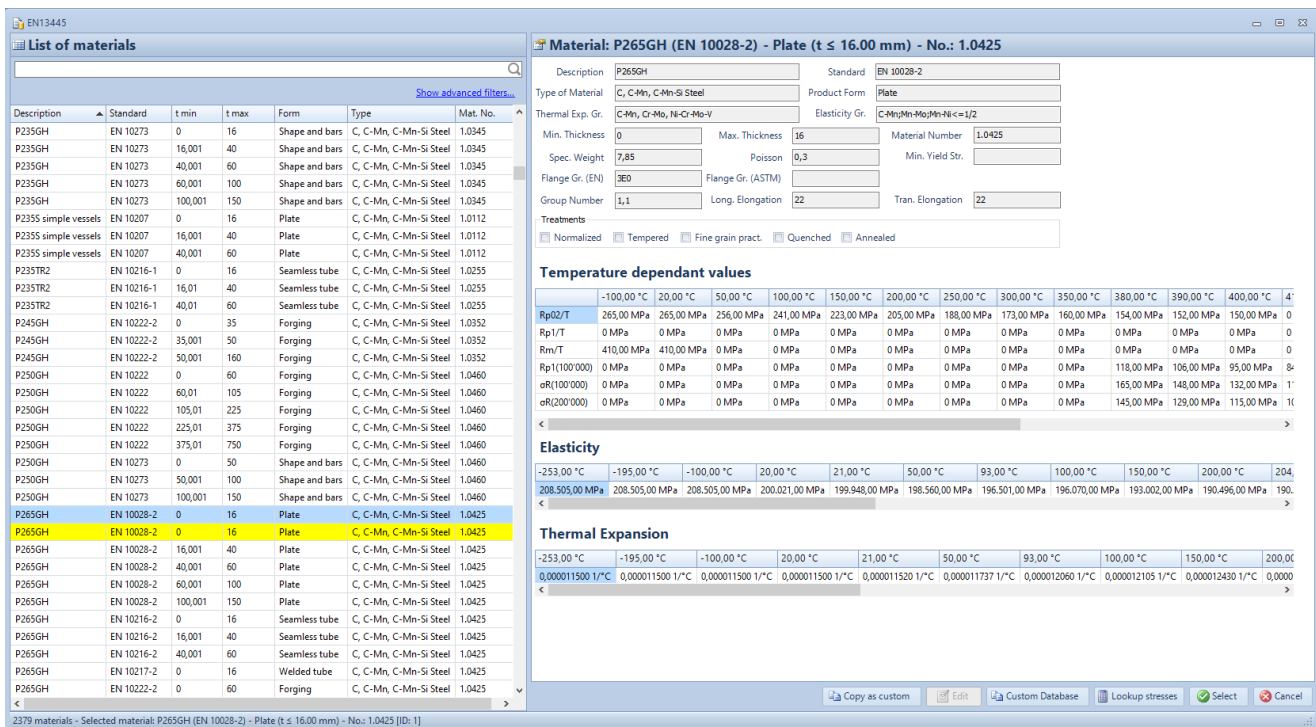 EN13445
List of materials
Show advanced filters...
Description Standard t min t max Form Type Mat. No.
P235GH EN 10273 0 16 Shape and bars C, C-Mn, C-Mn-Si Steel 1.0345
P235GH EN 10273 16,001 40 Shape and bars C, C-Mn, C-Mn-Si Steel 1.0345
P235GH EN 10273 40,001 60 Shape and bars C, C-Mn, C-Mn-Si Steel 1.0345
P235GH EN 10273 60,001 100 Shape and bars C, C-Mn, C-Mn-Si Steel 1.0345
P235GH EN 10273 100,001 150 Shape and bars C, C-Mn, C-Mn-Si Steel 1.0345
P235S simple vessels EN 10207 0 16 Plate C, C-Mn, C-Mn-Si Steel 1.0112
P235S simple vessels EN 10207 16,001 40 Plate C, C-Mn, C-Mn-Si Steel 1.0112
P235S simple vessels EN 10207 40,001 60 Plate C, C-Mn, C-Mn-Si Steel 1.0112
P235TR2 EN 10216-1 0 16 Seamless tube C, C-Mn, C-Mn-Si Steel 1.0255
P235TR2 EN 10216-1 16,01 40 Seamless tube C, C-Mn, C-Mn-Si Steel 1.0255
P235TR2 EN 10216-1 40,01 60 Seamless tube C, C-Mn, C-Mn-Si Steel 1.0255
P245GH EN 10222-2 0 35 Forging C, C-Mn, C-Mn-Si Steel 1.0352
P245GH EN 10222-2 35,001 50 Forging C, C-Mn, C-Mn-Si Steel 1.0352
P245GH EN 10222-2 50,001 160 Forging C, C-Mn, C-Mn-Si Steel 1.0352
P250GH EN 10222 0 60 Forging C, C-Mn, C-Mn-Si Steel 1.0460
P250GH EN 10222 60,01 105 Forging C, C-Mn, C-Mn-Si Steel 1.0460
P250GH EN 10222 105,01 225 Forging C, C-Mn, C-Mn-Si Steel 1.0460
P250GH EN 10222 225,01 375 Forging C, C-Mn, C-Mn-Si Steel 1.0460
P250GH EN 10222 375,01 750 Forging C, C-Mn, C-Mn-Si Steel 1.0460
P250GH EN 10273 0 50 Shape and bars C, C-Mn, C-Mn-Si Steel 1.0460
P250GH EN 10273 50,001 100 Shape and bars C, C-Mn, C-Mn-Si Steel 1.0460
P250GH EN 10273 100,001 150 Shape and bars C, C-Mn, C-Mn-Si Steel 1.0460
P265GH EN 10028-2 0 16 Plate C, C-Mn, C-Mn-Si Steel 1.0425
P265GH EN 10028-2 0 16 Plate C, C-Mn, C-Mn-Si Steel 1.0425
P265GH EN 10028-2 16,001 40 Plate C, C-Mn, C-Mn-Si Steel 1.0425
P265GH EN 10028-2 40,001 60 Plate C, C-Mn, C-Mn-Si Steel 1.0425
P265GH EN 10028-2 60,001 100 Plate C, C-Mn, C-Mn-Si Steel 1.0425
P265GH EN 10028-2 100,001 150 Plate C, C-Mn, C-Mn-Si Steel 1.0425
P265GH EN 10216-2 0 16 Seamless tube C, C-Mn, C-Mn-Si Steel 1.0425
P265GH EN 10216-2 16,001 40 Seamless tube C, C-Mn, C-Mn-Si Steel 1.0425
P265GH EN 10216-2 40,001 60 Seamless tube C, C-Mn, C-Mn-Si Steel 1.0425
P265GH EN 10217-2 0 16 Welded tube C, C-Mn, C-Mn-Si Steel 1.0425
P265GH EN 10222-2 0 60 Forging C, C-Mn, C-Mn-Si Steel 1.0425
2379 materials - Selected material: P265GH (EN 10028-2) - Plate (t ≤ 16.00 mm) - No.: 1.0425 [ID: 1]
Material: P265GH (EN 10028-2) - Plate (t ≤ 16.00 mm) - No.: 1.0425
Description P265GH Standard EN 10028-2
Type of Material C, C-Mn, C-Mn-Si Steel Product Form Plate
Thermal Exp. Gr. C-Mn, Cr-Mo, Ni-Cr-Mo-V Elasticity Gr. C-Mn;Mn-Mo;Mn-Ni<=1/2
Min. Thickness 0 Max. Thickness 16 Material Number 1.0425
Spec. Weight 7,85 Poisson 0,3 Min. Yield Str.
Flange Gr. (EN) 3E0 Flange Gr. (ASTM)
Group Number 1,1 Long. Elongation 22 Tran. Elongation 22
Treatments
Normalized Tempered Fine grain pract. Quenched Annealed
Temperature dependant values
-100,00 °C 20,00 °C 50,00 °C 100,00 °C 150,00 °C 200,00 °C 250,00 °C 300,00 °C 350,00 °C 380,00 °C 390,00 °C 400,00 °C 41
Rp02/T 265,00 MPa 265,00 MPa 256,00 MPa 241,00 MPa 223,00 MPa 205,00 MPa 188,00 MPa 173,00 MPa 160,00 MPa 154,00 MPa 152,00 MPa 150,00 MPa 0
Rp1/T 0 MPa 0 MPa 0 MPa 0 MPa 0 MPa 0 MPa 0 MPa 0 MPa 0 MPa 0 MPa 0 MPa 0 MPa 0
Rm/T 410,00 MPa 410,00 MPa 0 MPa 0 MPa 0 MPa 0 MPa 0 MPa 0 MPa 0 MPa 0 MPa 0 MPa 0 MPa 0
Rp1(100'000) 0 MPa 0 MPa 0 MPa 0 MPa 0 MPa 0 MPa 0 MPa 0 MPa 0 MPa 118,00 MPa 106,00 MPa 95,00 MPa 84
σR(100'000) 0 MPa 0 MPa 0 MPa 0 MPa 0 MPa 0 MPa 0 MPa 0 MPa 0 MPa 165,00 MPa 148,00 MPa 132,00 MPa 11
σR(200'000) 0 MPa 0 MPa 0 MPa 0 MPa 0 MPa 0 MPa 0 MPa 0 MPa 0 MPa 145,00 MPa 129,00 MPa 115,00 MPa 10
Elasticity
-253,00 °C -195,00 °C -100,00 °C 20,00 °C 21,00 °C 50,00 °C 93,00 °C 100,00 °C 150,00 °C 200,00 °C 204,
208.505,00 MPa 208.505,00 MPa 208.505,00 MPa 200.021,00 MPa 199.948,00 MPa 198.560,00 MPa 196.501,00 MPa 196.070,00 MPa 193.002,00 MPa 190.496,00 MPa 190.
Thermal Expansion
-253,00 °C -195,00 °C -100,00 °C 20,00 °C 21,00 °C 50,00 °C 93,00 °C 100,00 °C 150,00 °C 200,00
0,000011500 1/°C 0,000011500 1/°C 0,000011500 1/°C 0,000011500 1/°C 0,000011520 1/°C 0,000011737 1/°C 0,000012060 1/°C 0,000012105 1/°C 0,000012430 1/°C 0,0000
Copy as custom Edit Custom Database Lookup stresses Select Cancel